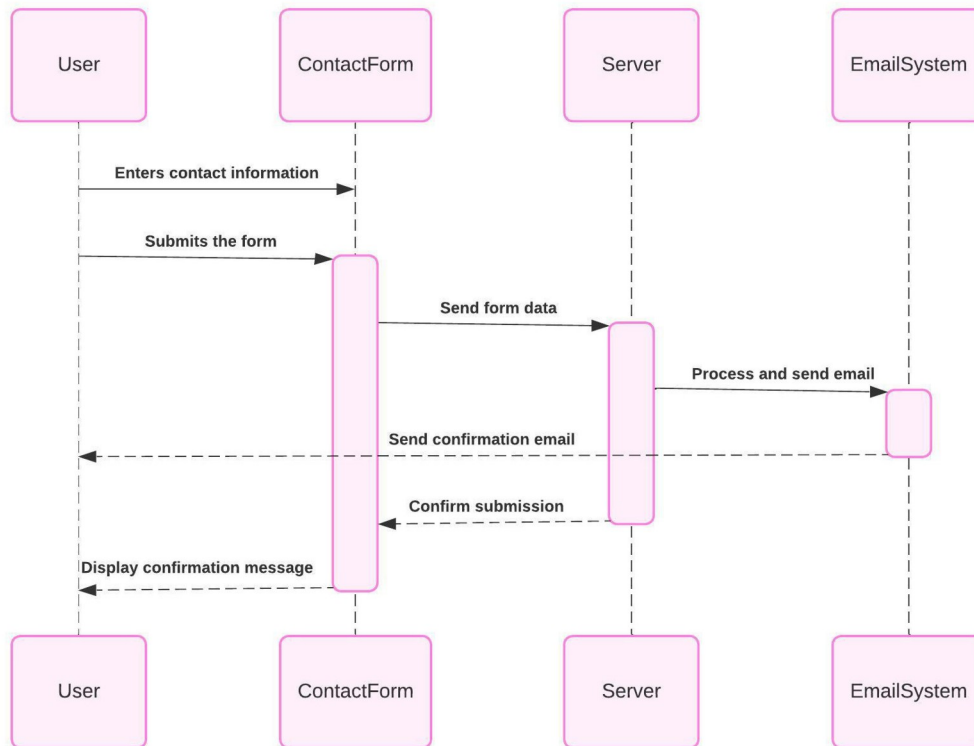 User
ContactForm
Server
EmailSystem
Enters contact information
Submits the form
Send form data
Process and send email
Send confirmation email
Confirm submission
Display confirmation message
User
ContactForm
Server
EmailSystem